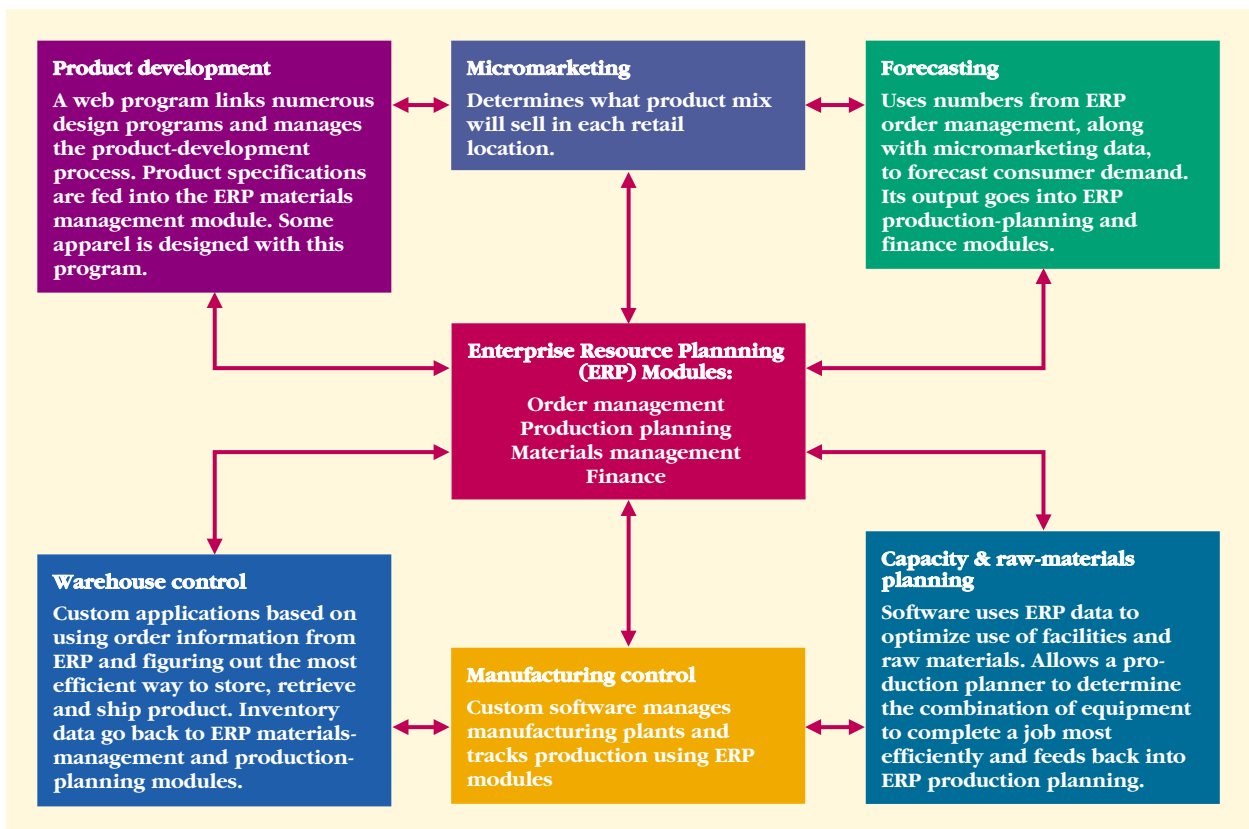 Product development
A web program links numerous
design programs and manages
the product-development
process. Product specifications
are fed into the ERP materials
management module. Some
apparel is designed with this
program.
Micromarketing
Determines what product mix
will sell in each retail
location.
Forecasting
Uses numbers from ERP
order management, along
with micromarketing data,
to forecast consumer demand.
Its output goes into ERP
production-planning and
finance modules.
Enterprise Resource Plannning
(ERP) Modules:
Order management
Production planning
Materials management
Finance
Warehouse control
Custom applications based on
using order information from
ERP and figuring out the most
efficient way to store, retrieve
and ship product. Inventory
data go back to ERP materials-
management and production-
planning modules.
Manufacturing control
Custom software manages
manufacturing plants and
tracks production using ERP
modules
Capacity & raw-materials
planning
Software uses ERP data to
optimize use of facilities and
raw materials. Allows a pro-
duction planner to determine
the combination of equipment
to complete a job most
efficiently and feeds back into
ERP production planning.